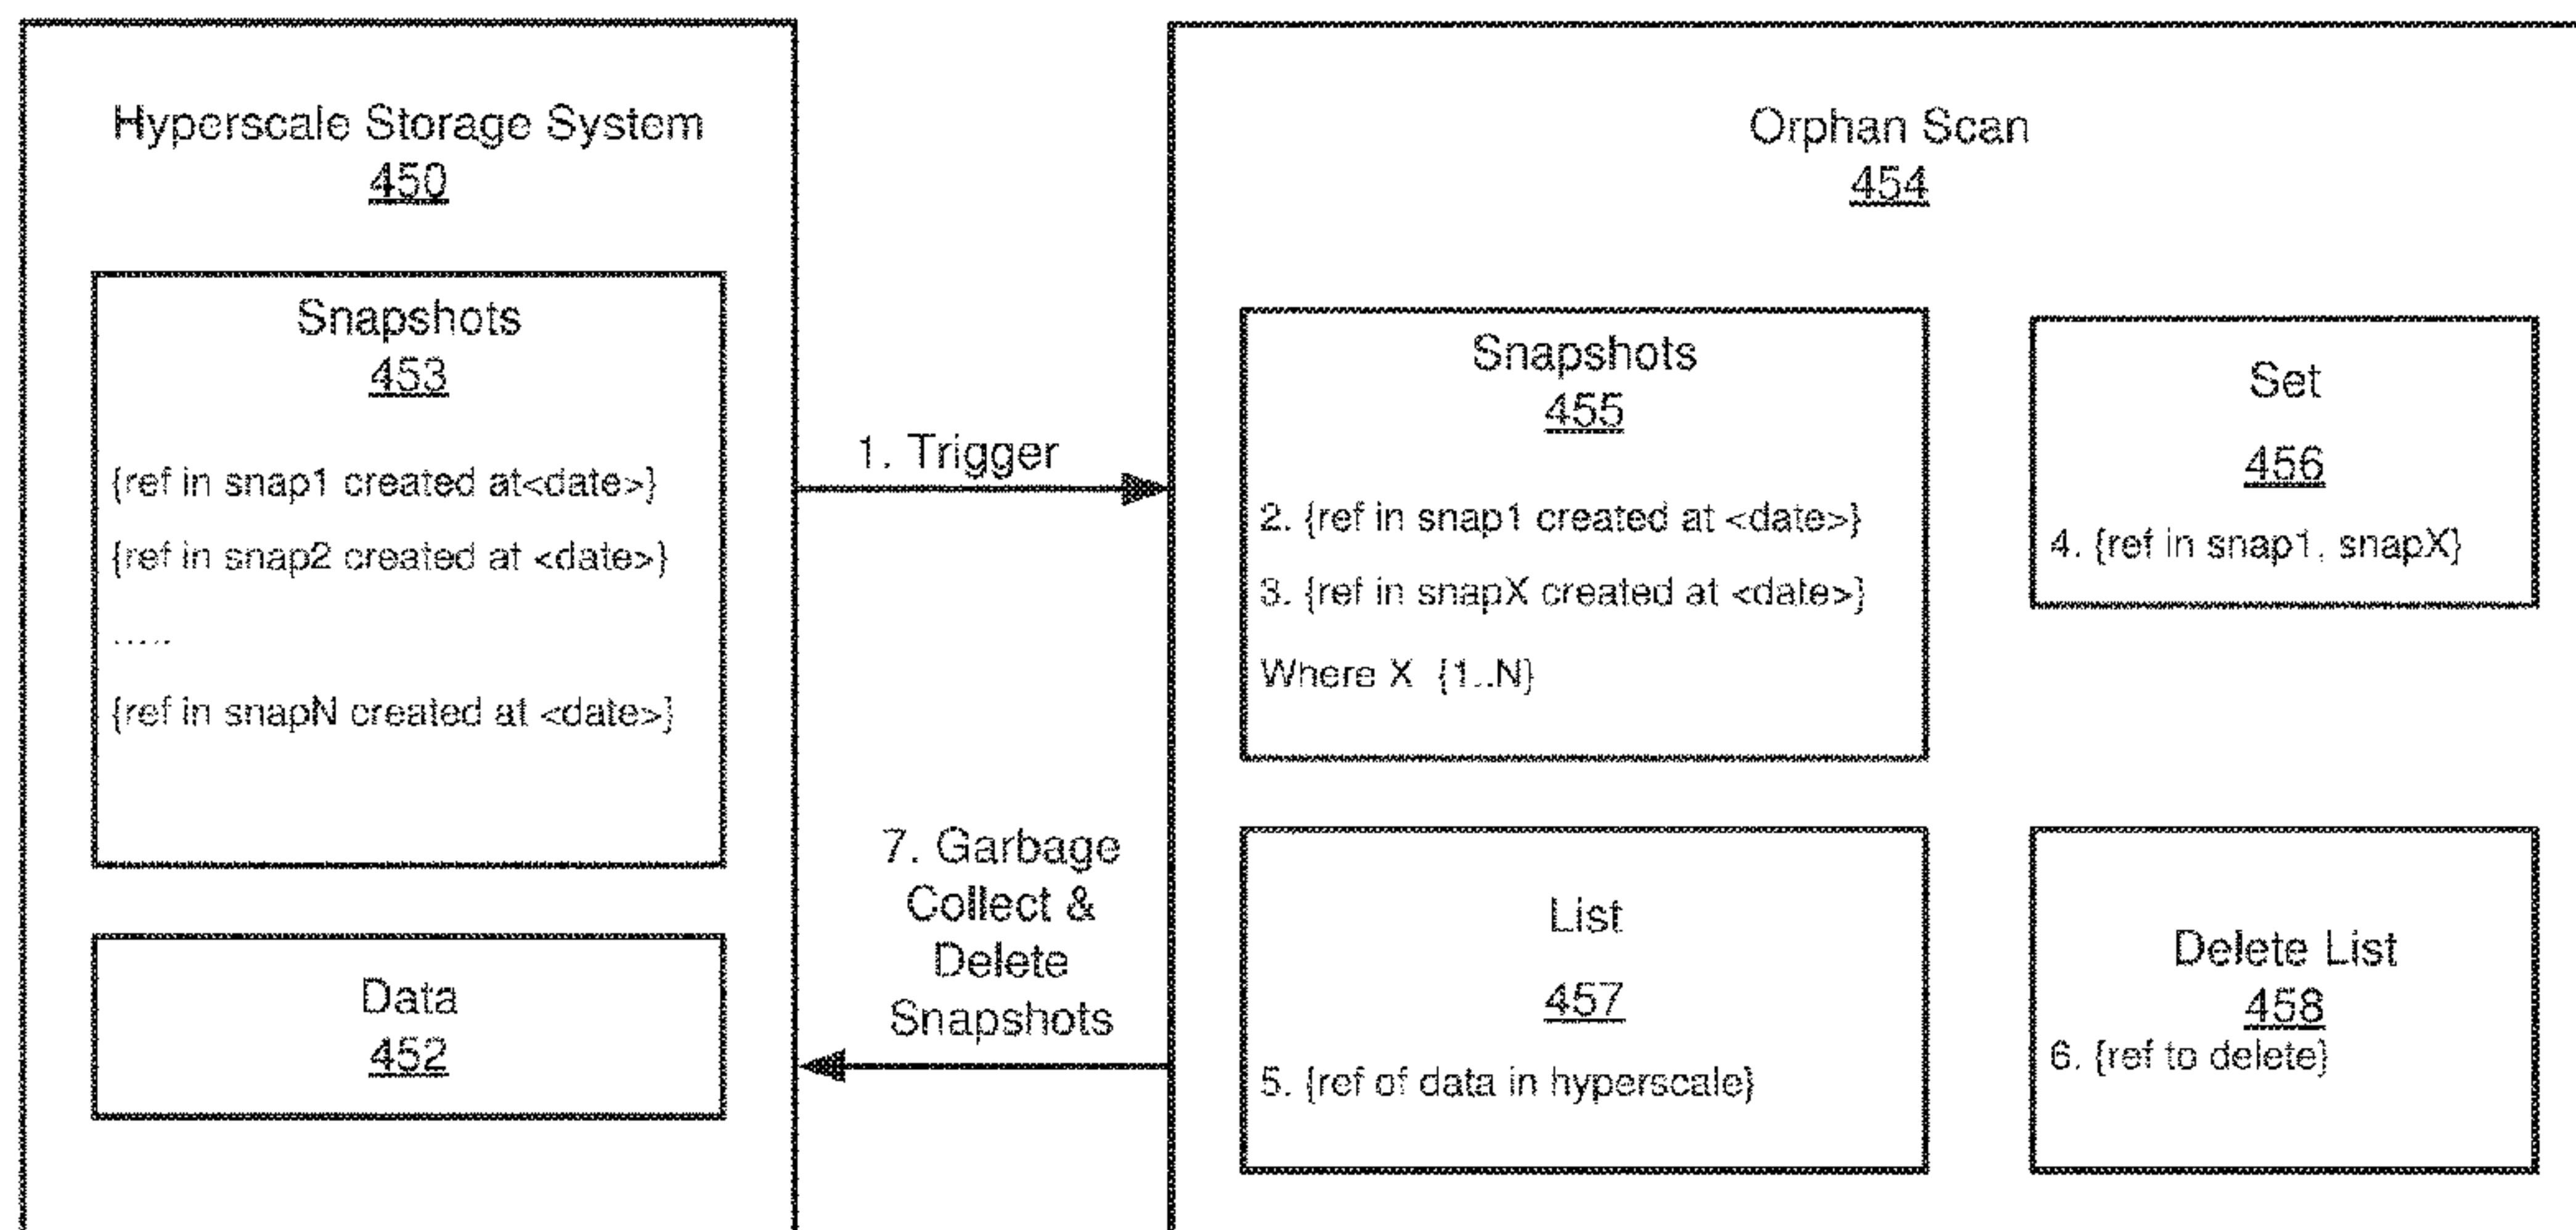 Hyperscale Storage System
450
Snapshots
453
{ref in snap1 created at<date>}
{ref in snap2 created at <date>}
.....
{ref in snapN created at <date>}
Data
452
1. Trigger
7. Garbage
Collect &
Delete
Snapshots
Orphan Scan
454
Snapshots
455
2. {ref in snap1 created at <date>}
3. {ref in snapX created at <date>}
Where X {1..N}
Set
456
4. {ref in snap1, snapX}
List
457
5. {ref of data in hyperscale}
Delete List
458
6. {ref to delete}